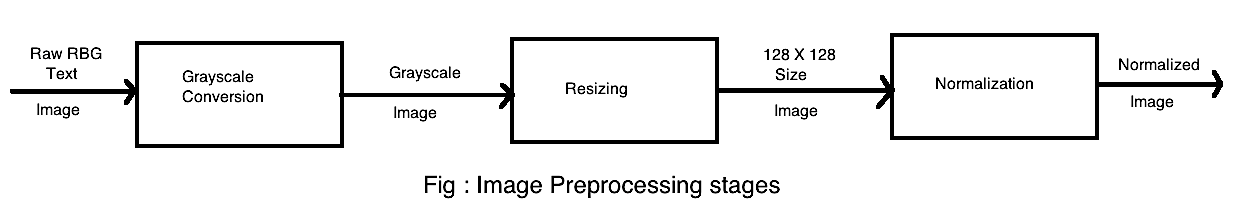 Raw RBG
Text
Image
Grayscale
Conversion
Grayscale
Image
Resizing
128 X 128
Size
Image
Normalization
Normalized
Image
Fig : Image Preprocessing stages